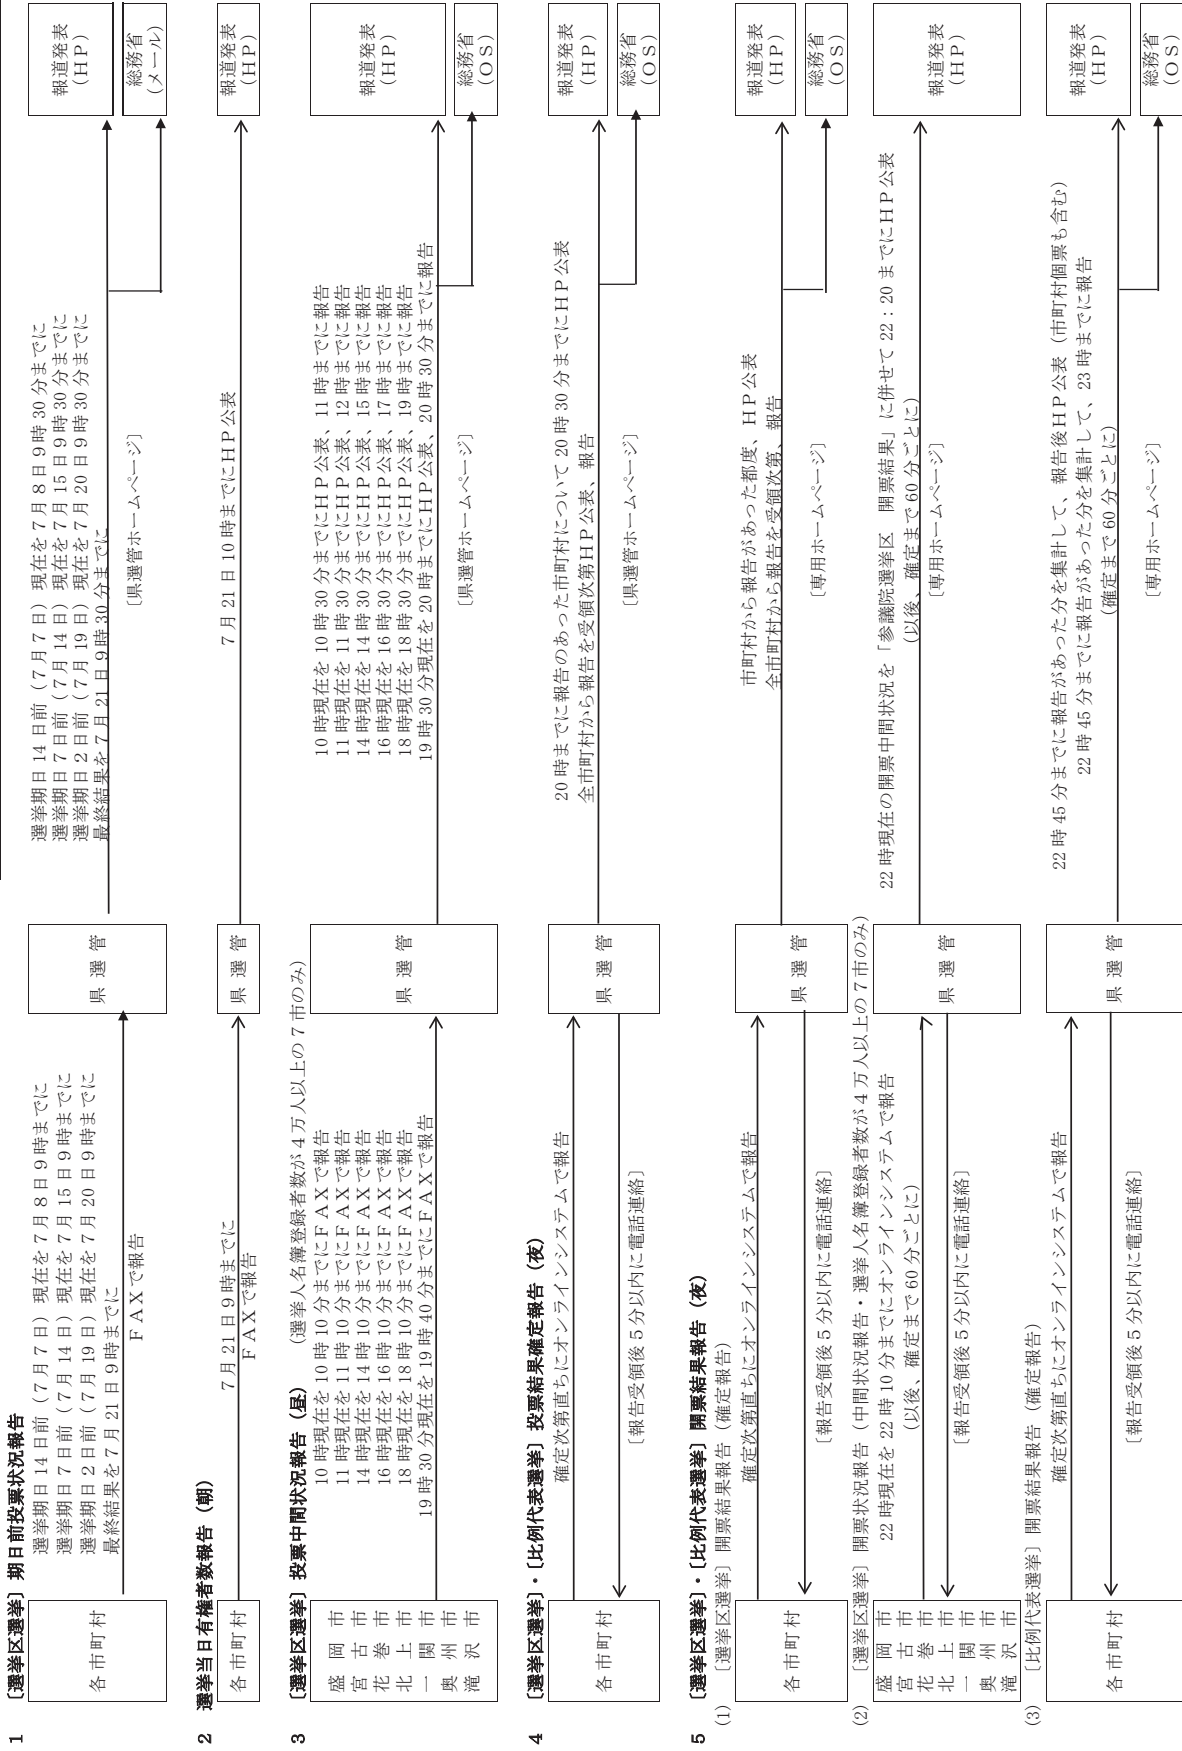 １　〔選挙区選挙〕期日前投票状況報告
各市町村
選挙期日14日前（７月７日）現在を７月８日９時までに
選挙期日７日前（７月14日）現在を７月15日９時までに
選挙期日２日前（７月19日）現在を７月20日９時までに
最終結果を７月21日９時までに
ＦＡＸで報告
県選管
選挙期日14日前（７月７日）現在を７月８日９時30分までに
選挙期日７日前（７月14日）現在を７月15日９時30分までに
選挙期日２日前（７月19日）現在を７月20日９時30分までに
最終結果を７月21日９時30分までに
［県選管ホームページ］
報道発表
（ＨＰ）
総務省
（メール）
２　選挙当日有権者数報告（朝）
各市町村
７月21日９時までに
ＦＡＸで報告
県選管
７月21日10時までにＨＰ公表
報道発表
（ＨＰ）
３　〔選挙区選挙〕投票中間状況報告（昼）　（選挙人名簿登録者数が４万人以上の７市のみ）
盛岡市
宮古市
花巻市
北上市
一関市
奥州市
滝沢市
10時現在を10時10分までにＦＡＸで報告
11時現在を11時10分までにＦＡＸで報告
14時現在を14時10分までにＦＡＸで報告
16時現在を16時10分までにＦＡＸで報告
18時現在を18時10分までにＦＡＸで報告
19時30分現在を19時40分までにＦＡＸで報告
県選管
10時現在を10時30分までにＨＰ公表、11時までに報告
11時現在を11時30分までにＨＰ公表、12時までに報告
14時現在を14時30分までにＨＰ公表、15時までに報告
16時現在を16時30分までにＨＰ公表、17時までに報告
18時現在を18時30分までにＨＰ公表、19時までに報告
19時30分現在を20時までにＨＰ公表、20時30分までに報告
［県選管ホームページ］
報道発表
（ＨＰ）
総務省
（ＯＳ）
４　〔選挙区選挙〕・〔比例代表選挙〕投票結果確定報告（夜）
各市町村
確定次第直ちにオンラインシステムで報告
［報告受領後５分以内に電話連絡］
県選管
20時までに報告のあった市町村について20時30分までにＨＰ公表
全市町村から報告を受領次第ＨＰ公表、報告
［県選管ホームページ］
報道発表
（ＨＰ）
総務省
（ＯＳ）
５　〔選挙区選挙〕・〔比例代表選挙〕開票結果報告（夜）
(1)　〔選挙区選挙〕開票結果報告（確定報告）
各市町村
確定次第直ちにオンラインシステムで報告
［報告受領後５分以内に電話連絡］
県選管
市町村から報告があった都度、ＨＰ公表
全市町村から報告を受領次第、報告
［専用ホームページ］
報道発表
（ＨＰ）
総務省
（ＯＳ）
(2)　〔選挙区選挙〕開票状況報告（中間状況報告・選挙人名簿登録者数が４万人以上の７市のみ）
盛岡市
宮古市
花巻市
北上市
一関市
奥州市
滝沢市
22時現在を22時10分までにオンラインシステムで報告
（以後、確定まで60分ごとに）
［報告受領後５分以内に電話連絡］
県選管
22時現在の開票中間状況を「参議院選挙区　開票結果」に併せて22：20までにＨＰ公表
（以後、確定まで60分ごとに）
［専用ホームページ］
報道発表
（ＨＰ）
(3)　〔比例代表選挙〕開票結果報告（確定報告）
各市町村
確定次第直ちにオンラインシステムで報告
［報告受領後５分以内に電話連絡］
県選管
22時45分までに報告があった分を集計して、報告後ＨＰ公表（市町村個票も含む）
22時45分までに報告があった分を集計して、23時までに報告
（確定まで60分ごとに）
［専用ホームページ］
報道発表
（ＨＰ）
総務省
（ＯＳ）